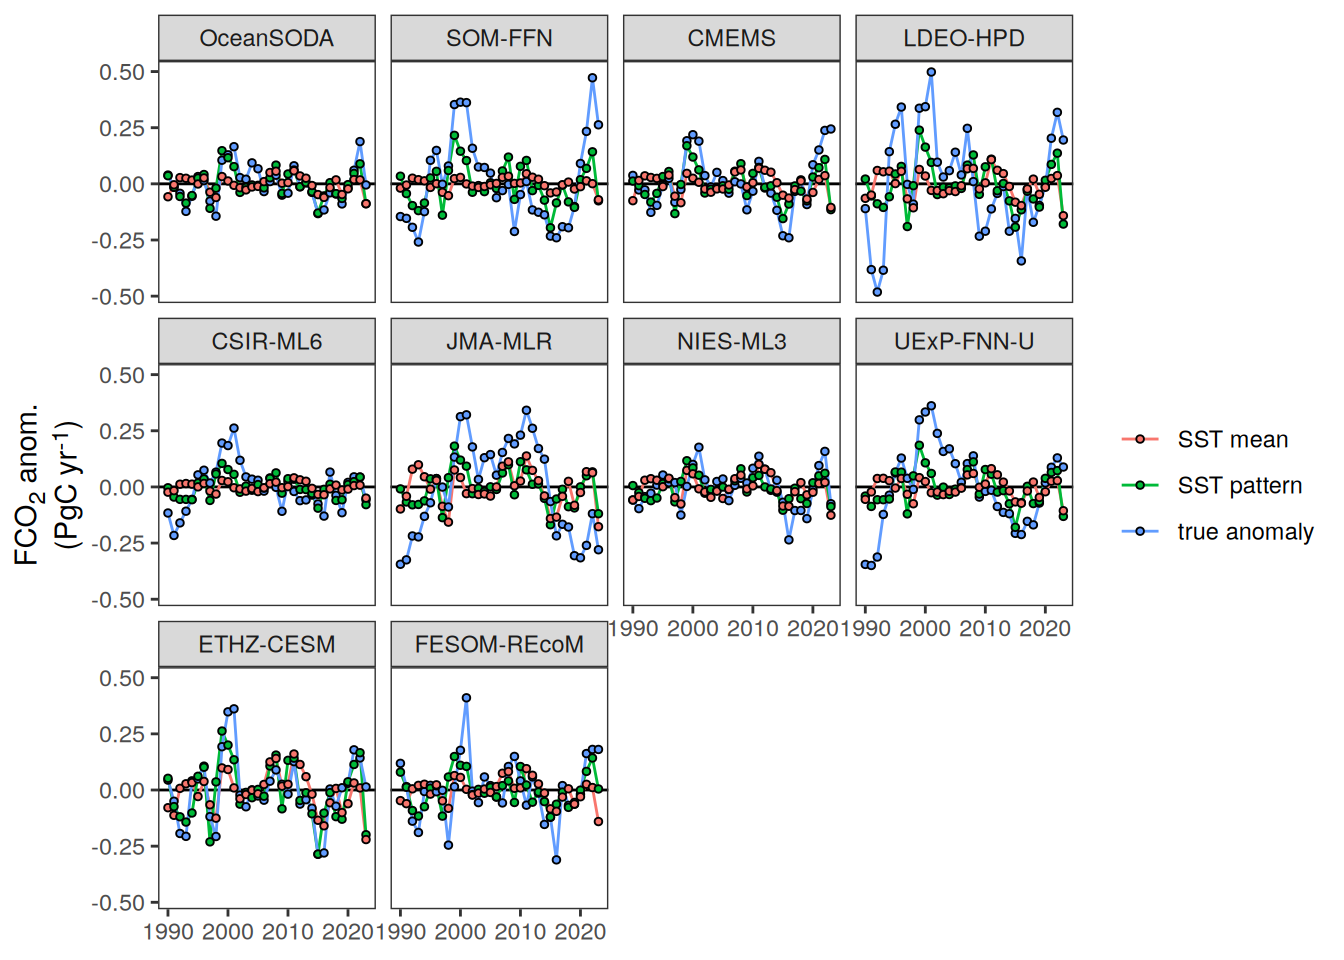 OceanSODA SOM-FFN CMEMS LDEO-HPD
0.50
0.25
0.00
-0.25
-0.50
CSIR-ML6 JMA-MLR NIES-ML3 UExP-FNN-U
0.50
0.25
0.00
-0.25
-0.50
1990 2000 2010 2020 1990 2000 2010 2020
ETHZ-CESM FESOM-REcoM
0.50
0.25
0.00
-0.25
-0.50
1990 2000 2010 2020 1990 2000 2010 2020
FCO₂ anom.
(PgC yr⁻¹)
SST mean
SST pattern
true anomaly